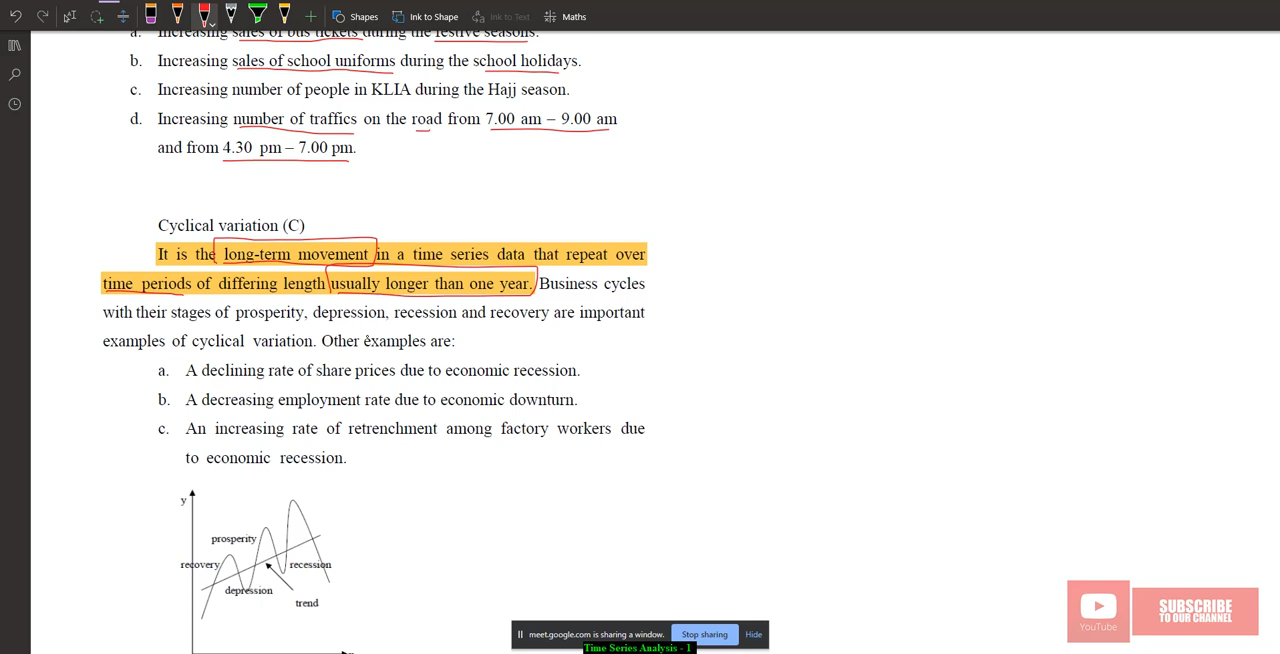 Shapes
Ink to Shape
Ink to Text
Maths
a. Increasing sales of bus tickets during the festive seasons.
b. Increasing sales of school uniforms during the school holidays.
c. Increasing number of people in KLIA during the Hajj season.
d. Increasing number of traffics on the road from 7.00 am – 9.00 am
and from 4.30 pm – 7.00 pm.
Cyclical variation (C)
It is the long-term movement in a time series data that repeat over
time periods of differing length usually longer than one year. Business cycles
with their stages of prosperity, depression, recession and recovery are important
examples of cyclical variation. Other examples are:
a. A declining rate of share prices due to economic recession.
b. A decreasing employment rate due to economic downturn.
c. An increasing rate of retrenchment among factory workers due
to economic recession.
y
prosperity
recovery
recession
depression
trend
YouTube
SUBSCRIBE
TO OUR CHANNEL
meet.google.com is sharing a window.
Stop sharing
Hide
Time Series Analysis - 1